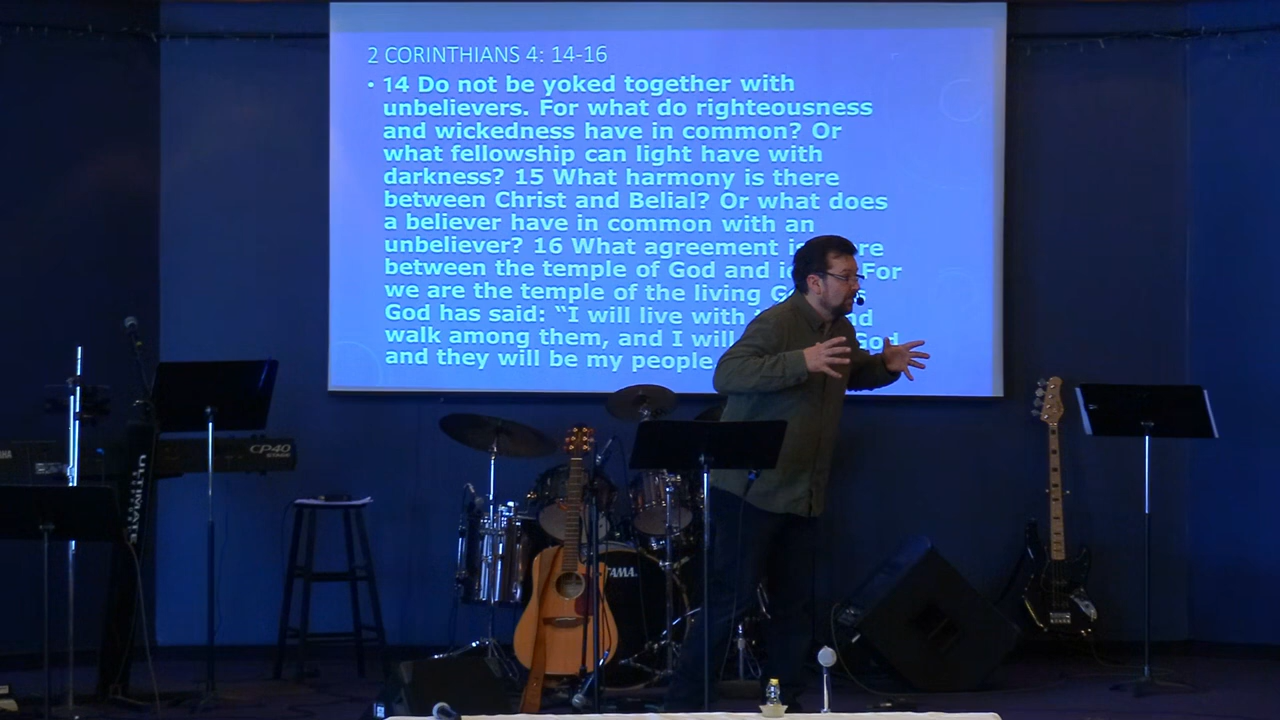 2 CORINTHIANS 4: 14-16
• 14 Do not be yoked together with
unbelievers. For what do righteousness
and wickedness have in common? Or
what fellowship can light have with
darkness? 15 What harmony is there
between Christ and Belial? Or what does
a believer have in common with an
unbeliever? 16 What agreement
between the temple of God and For
we are the temple of the living
God has said: “I will live with
walk among them, and I will God
and they will be my people
CP40
ULTIMATE
TAMA